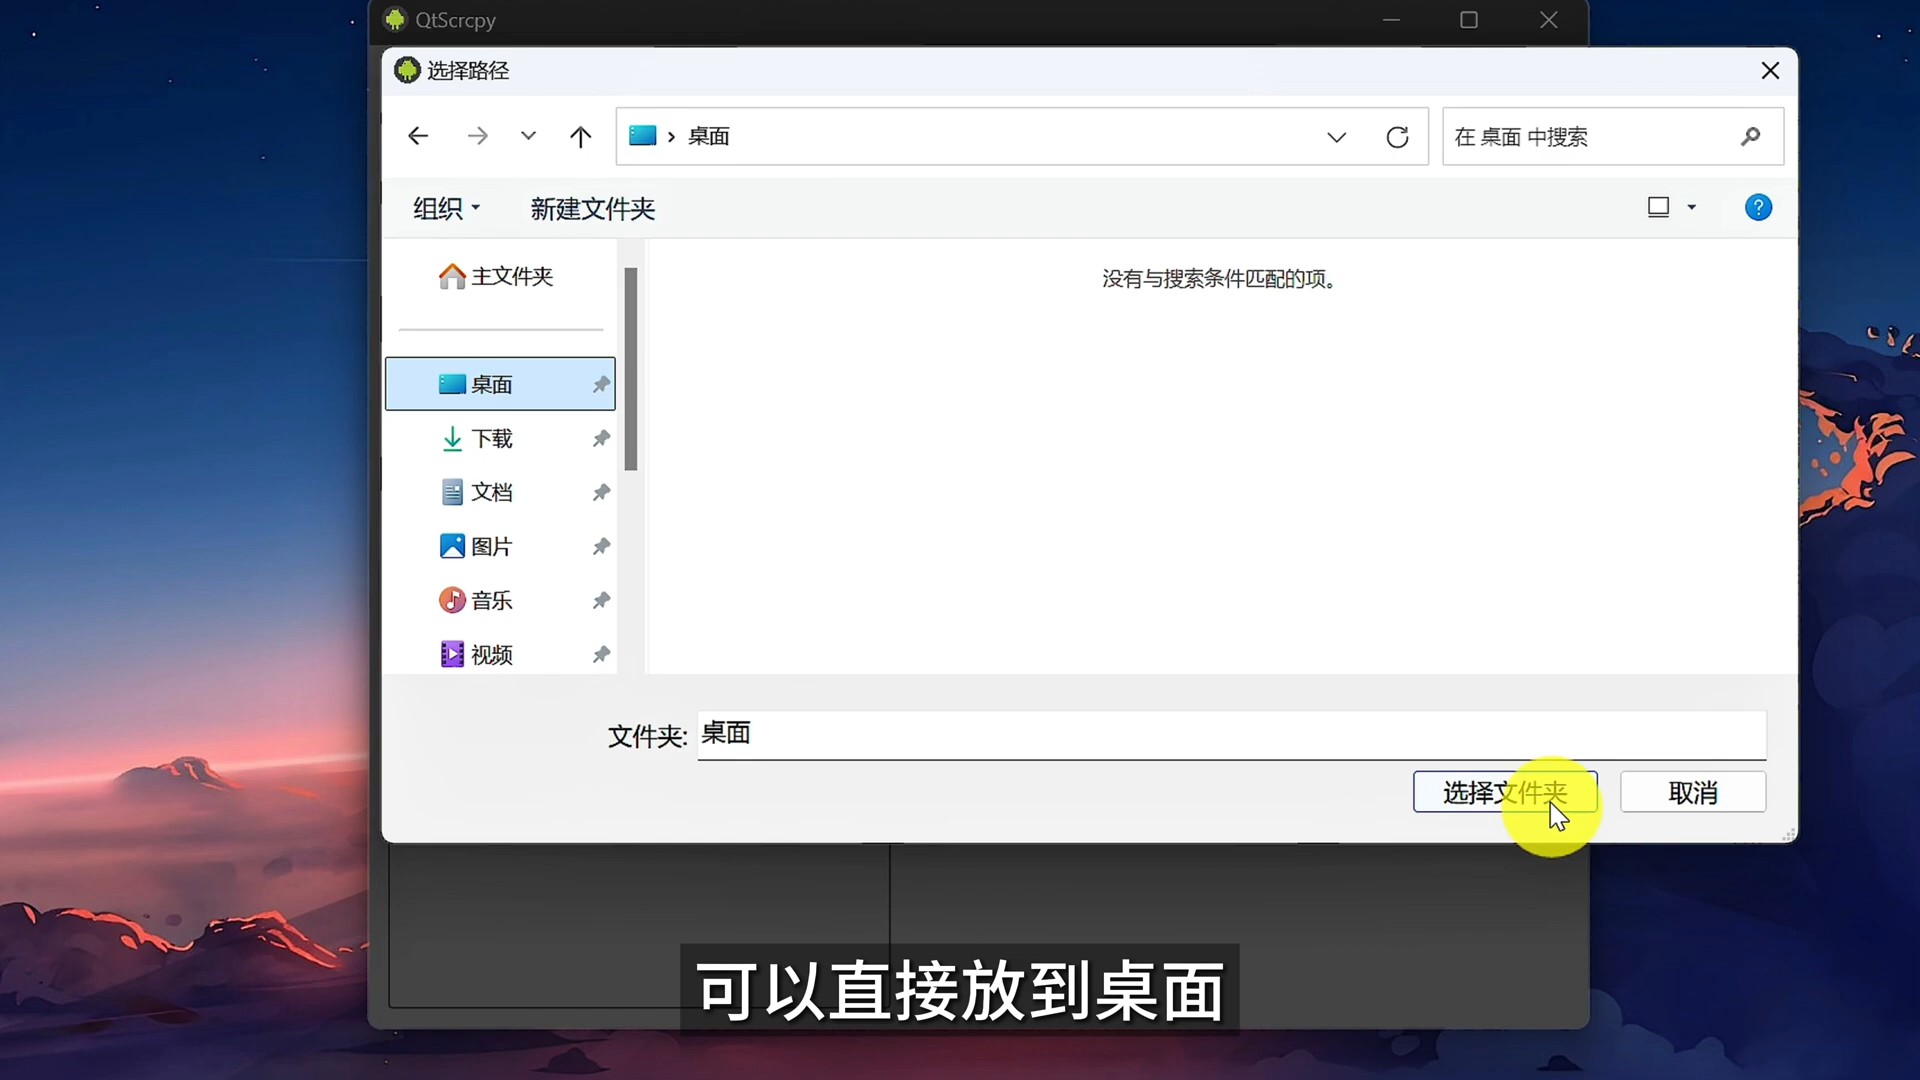 QtScrcpy
选择路径
桌面
在 桌面 中搜索
组织
新建文件夹
?
主文件夹
没有与搜索条件匹配的项。
桌面
下载
文档
图片
音乐
视频
文件夹:
桌面
选择文件夹
取消
可以直接放到桌面